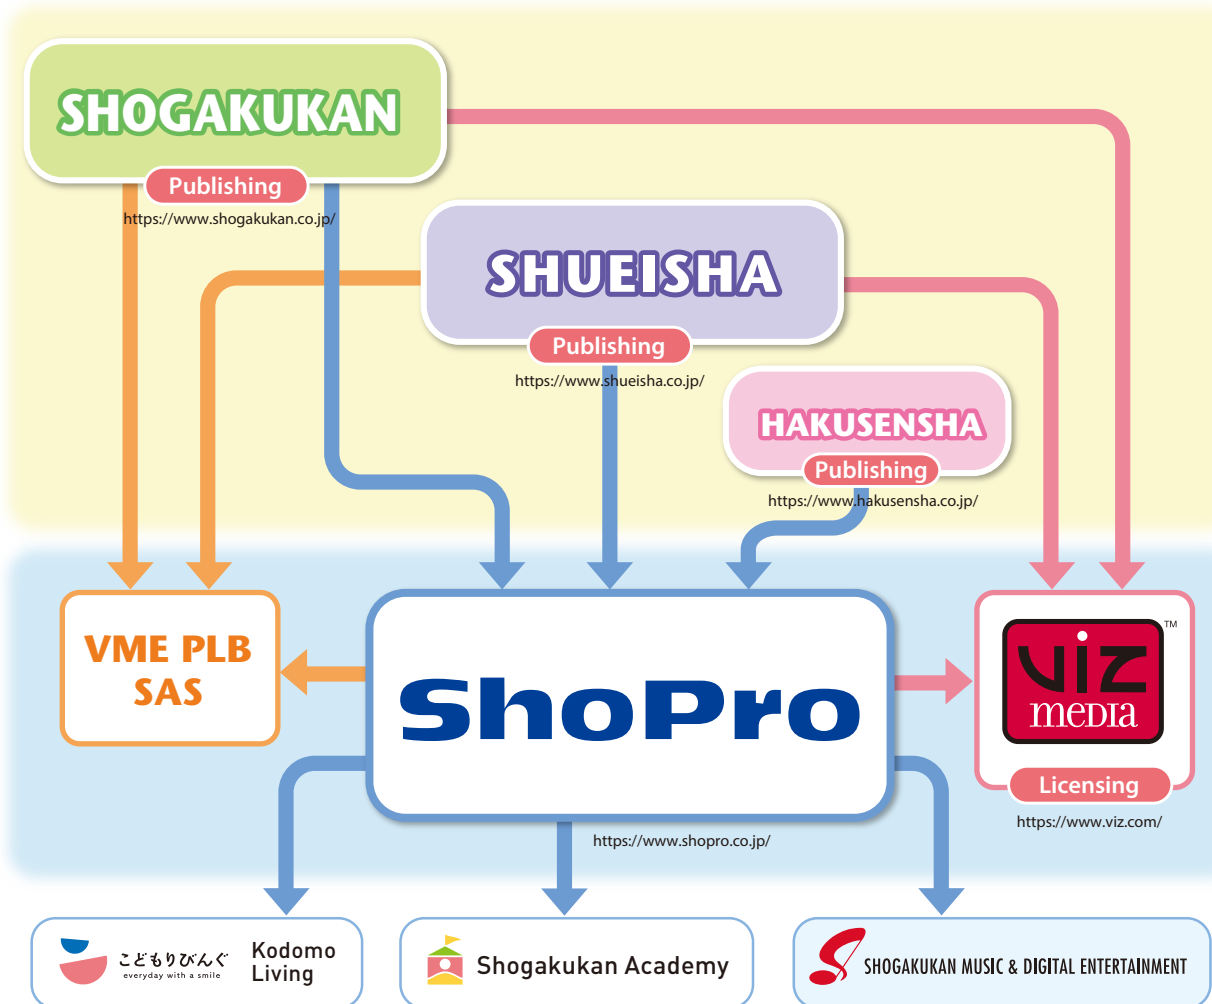 SHOGAKUKAN
Publishing
https://www.shogakukan.co.jp/
SHUEISHA
Publishing
https://www.shueisha.co.jp/
HAKUSENSHA
Publishing
https://www.hakusensha.co.jp/
VME PLB
SAS
ShoPro
https://www.shopro.co.jp/
TM
VIZ
MEDIA
Licensing
https://www.viz.com/
こどもりびんぐ
everyday with a smile
Kodomo
Living
Shogakukan Academy
SHOGAKUKAN MUSIC & DIGITAL ENTERTAINMENT